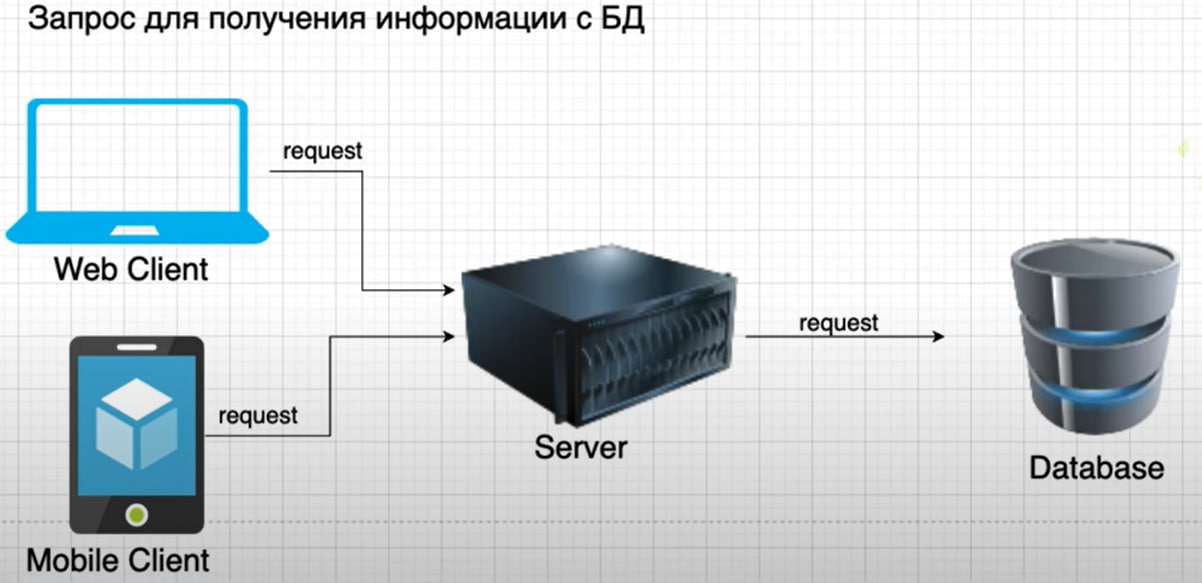 Запрос для получения информации с БД
request
Web Client
request
Server
request
Database
Mobile Client